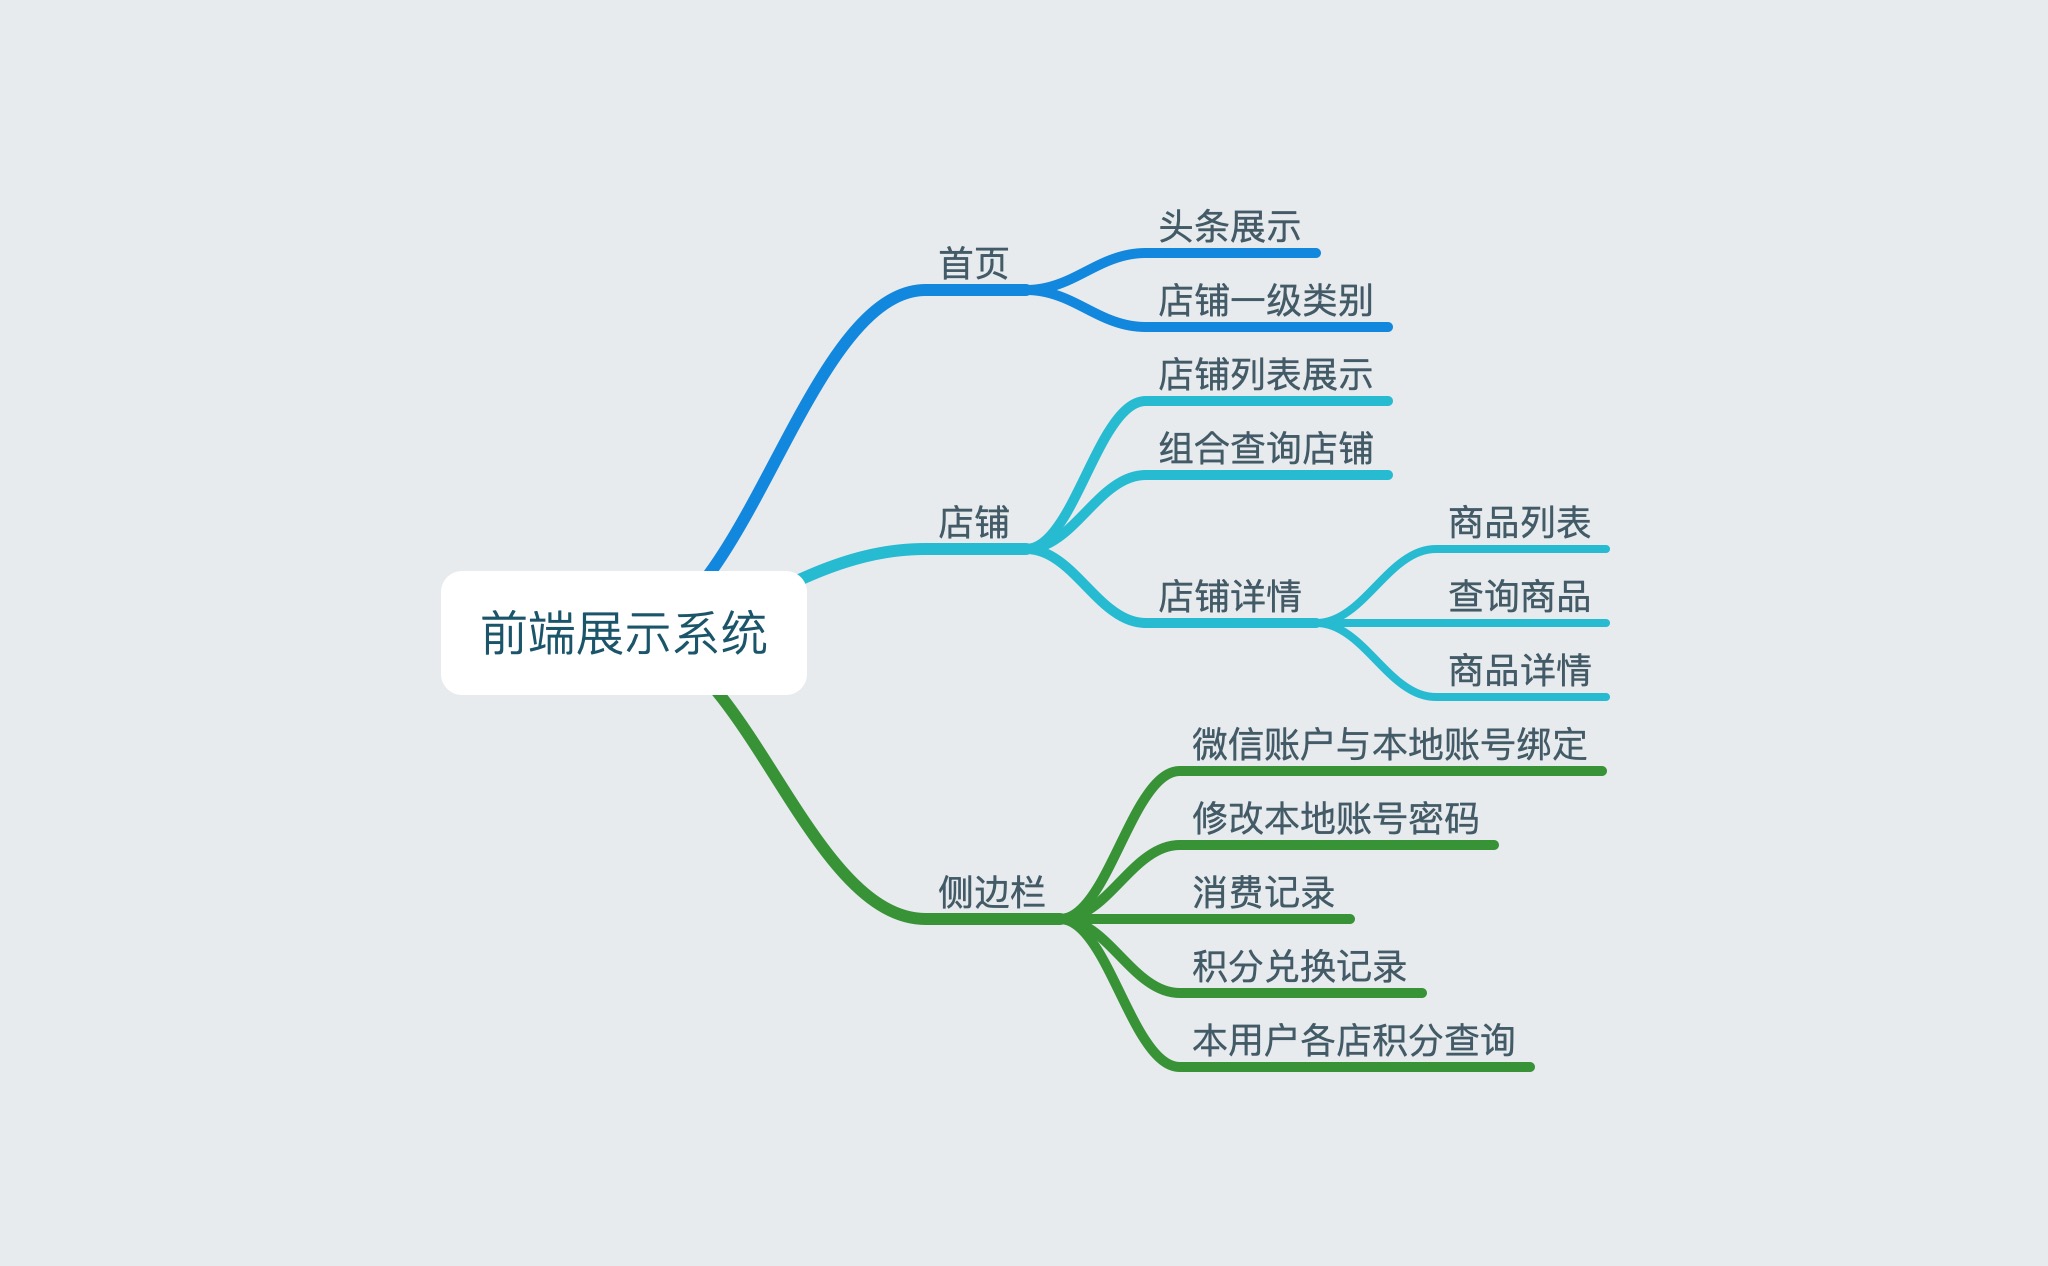 前端展示系统
首页
头条展示
店铺一级类别
店铺
店铺列表展示
组合查询店铺
店铺详情
商品列表
查询商品
商品详情
侧边栏
微信账户与本地账号绑定
修改本地账号密码
消费记录
积分兑换记录
本用户各店积分查询